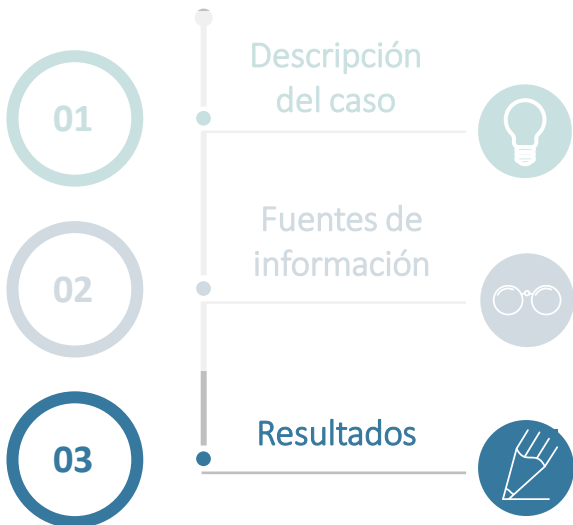 01
Descripción
del caso
02
Fuentes de
información
03
Resultados